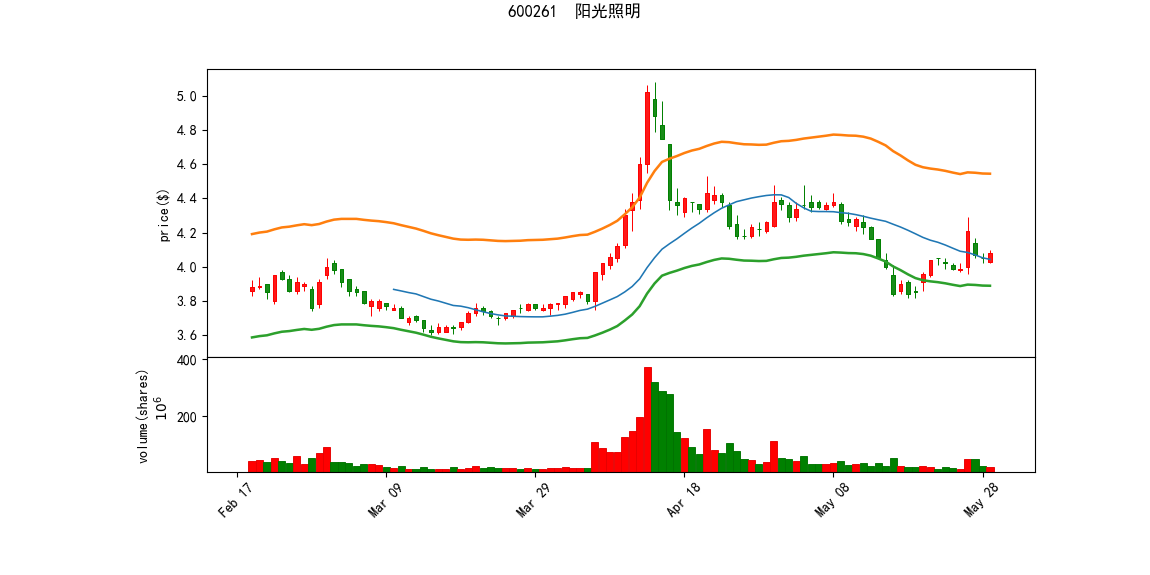 600261  阳光照明
price($)
5.0
4.8
4.6
4.4
4.2
4.0
3.8
3.6
volume(shares)
10^6
400
200
Feb 17
Mar 09
Mar 29
Apr 18
May 08
May 28